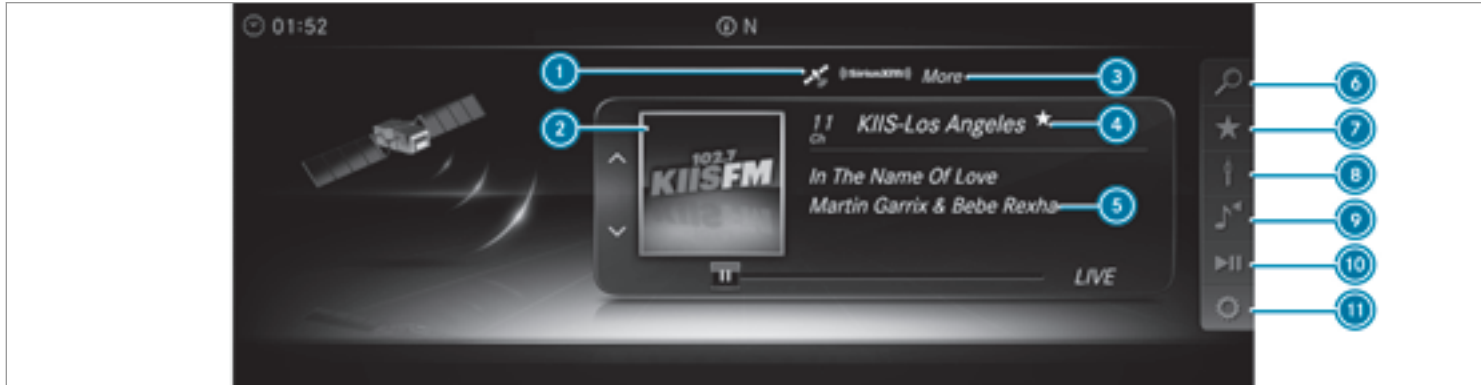 01:52
N
1
((SiriusXM))
More
3
6
2
11
Ch
KIIS-Los Angeles
4
7
102.7
KIISFM
In The Name Of Love
8
Martin Garrix & Bebe Rexha
5
9
10
LIVE
11